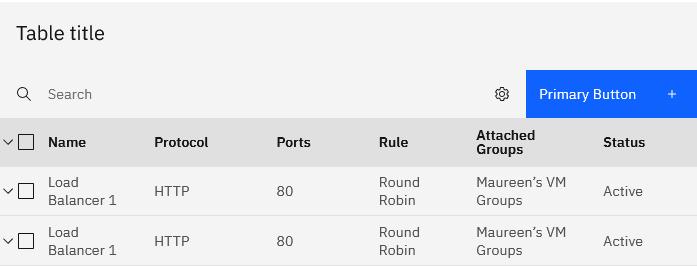 Table title
Search
Primary Button +
Name Protocol Ports Rule Attached Groups Status
Load Balancer 1 HTTP 80 Round Robin Maureen’s VM Groups Active
Load Balancer 1 HTTP 80 Round Robin Maureen’s VM Groups Active